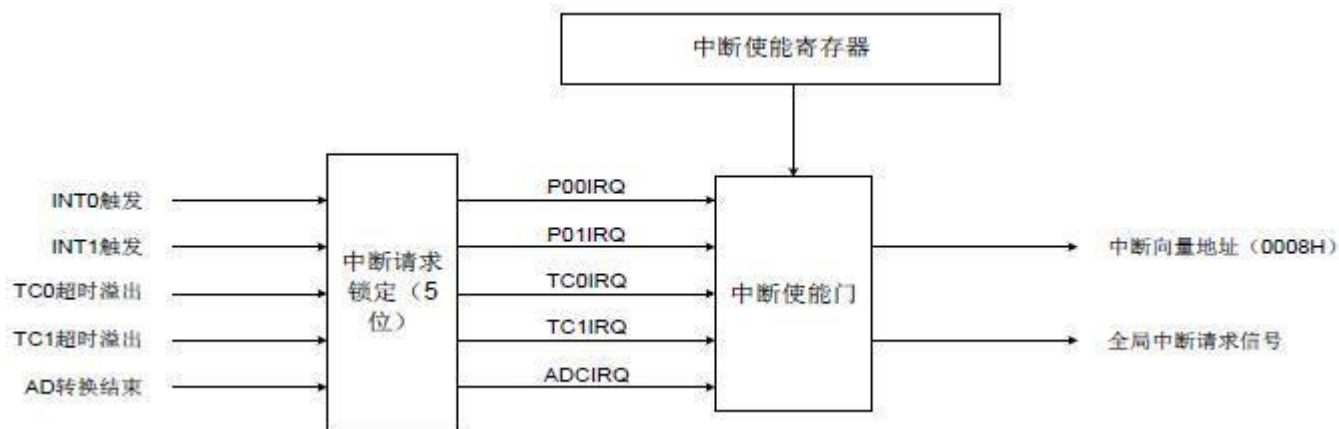 中断使能寄存器
INT0触发
INT1触发
TC0超时溢出
TC1超时溢出
AD转换结束
中断请求
锁定（5
位）
P00IRQ
P01IRQ
TC0IRQ
TC1IRQ
ADCIRQ
中断使能门
中断向量地址（0008H）
全局中断请求信号